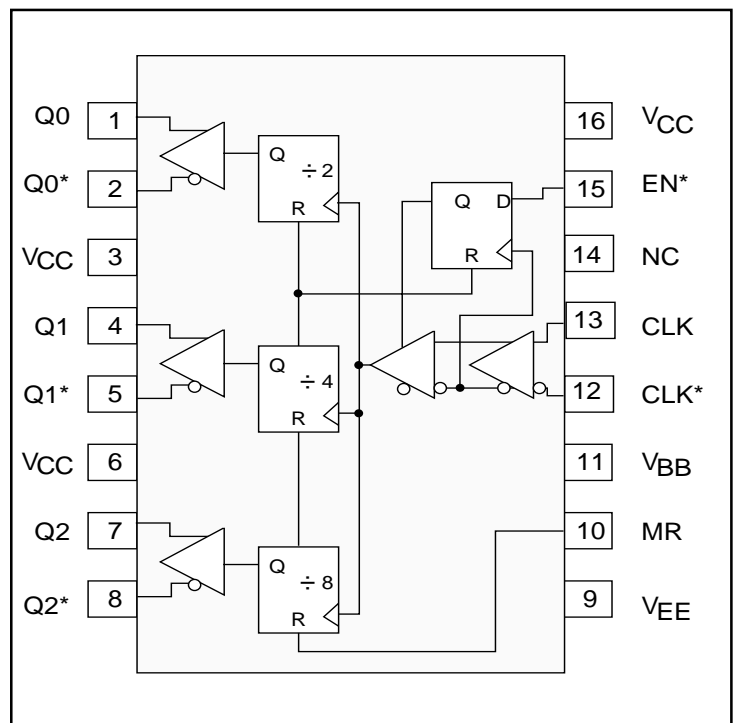 Q0 1
Q0* 2
VCC 3
Q1 4
Q1* 5
VCC 6
Q2 7
Q2* 8
Q ÷2
R
Q ÷4
R
Q ÷8
R
Q D
R
16 VCC
15 EN*
14 NC
13 CLK
12 CLK*
11 VBB
10 MR
9 VEE